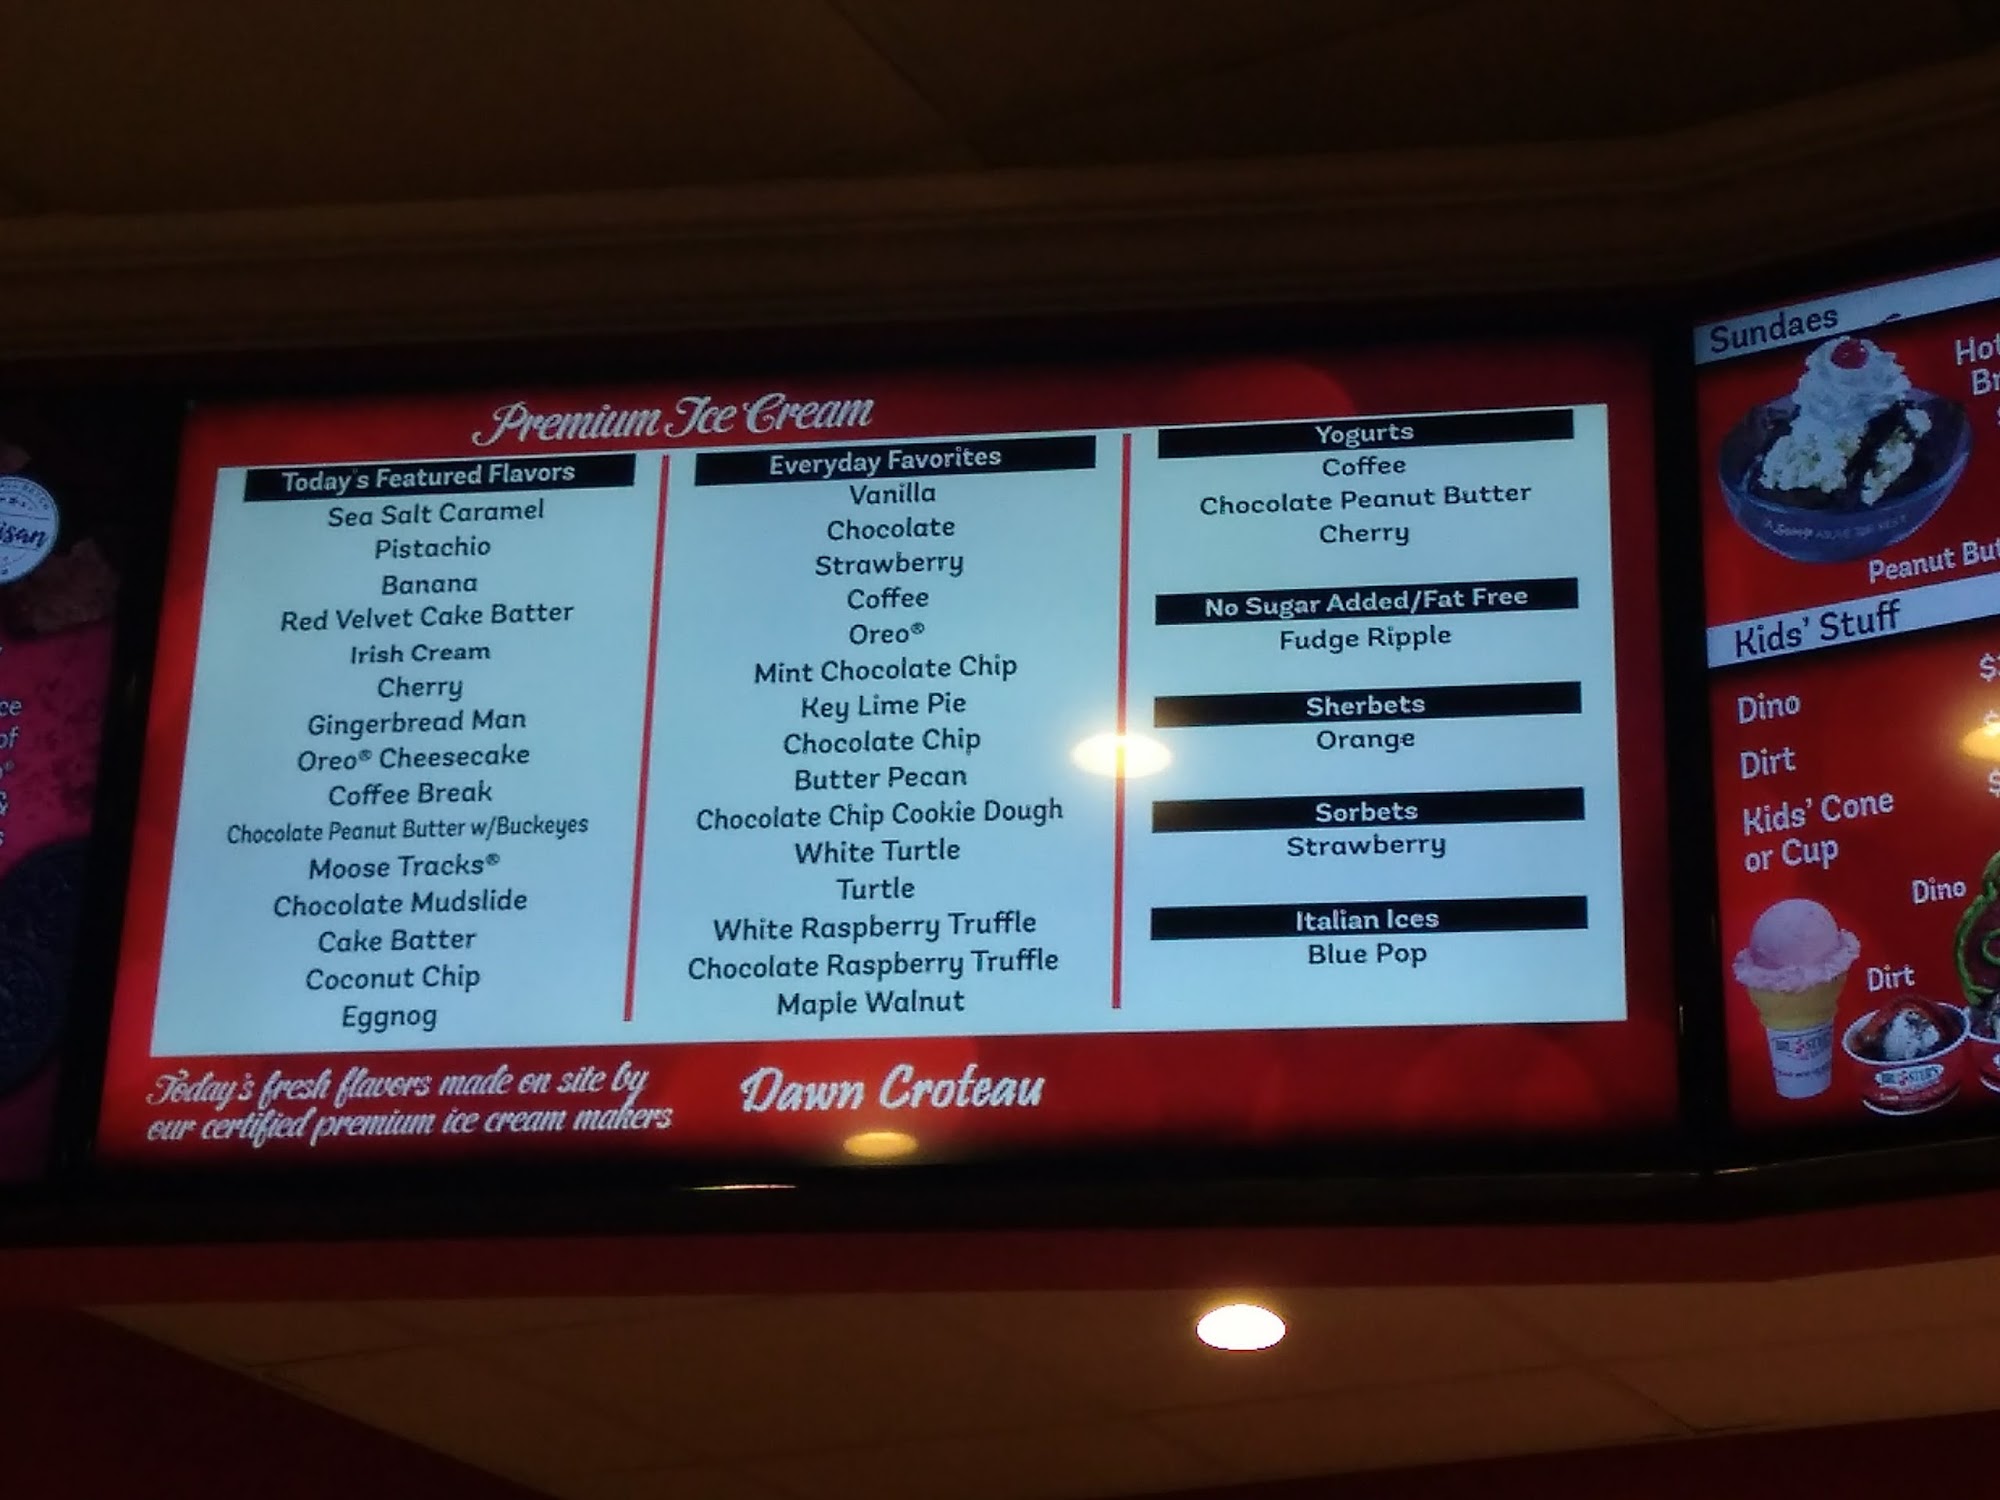 Premium Ice Cream
Today's Featured Flavors
Sea Salt Caramel
Pistachio
Banana
Red Velvet Cake Batter
Irish Cream
Cherry
Gingerbread Man
Oreo® Cheesecake
Coffee Break
Chocolate Peanut Butter w/Buckeyes
Moose Tracks®
Chocolate Mudslide
Cake Batter
Coconut Chip
Eggnog
Everyday Favorites
Vanilla
Chocolate
Strawberry
Coffee
Oreo®
Mint Chocolate Chip
Key Lime Pie
Chocolate Chip
Butter Pecan
Chocolate Chip Cookie Dough
White Turtle
Turtle
White Raspberry Truffle
Chocolate Raspberry Truffle
Maple Walnut
Yogurts
Coffee
Chocolate Peanut Butter
Cherry
No Sugar Added/Fat Free
Fudge Ripple
Sherbets
Orange
Sorbets
Strawberry
Italian Ices
Blue Pop
Today's fresh flavors made on site by
our certified premium ice cream makers
Dawn Croteau
Sundaes
Peanut
Kids' Stuff
Dino
Dirt
Kids' Cone
or Cup
Dino
Dirt